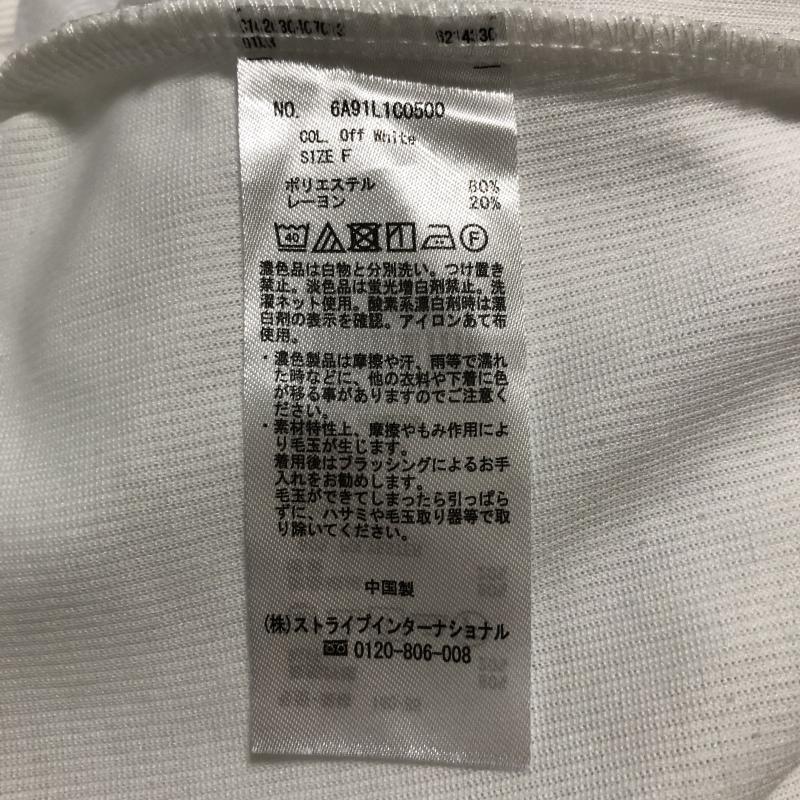 NO. 6A91L1C0500
COL. Off White
SIZE F
ポリエステル 80%
レーヨン 20%
40
F
濃色品は白物と分別洗い。つけ置き
禁止。淡色品は蛍光増白剤禁止。洗
濯ネット使用。酸素系漂白剤時は漂
白剤の表示を確認。アイロンあて布
使用。
・濃色製品は摩擦や汗、雨等で濡れ
た時などに、他の衣料や下着に色
が移る事がありますのでご注意く
ださい。
・素材特性上、摩擦やもみ作用によ
り毛玉が生じます。
着用後はブラッシングによるお手
入れをお勧めします。
毛玉ができてしまったら引っぱら
ずに、ハサミや毛玉取り器等で取
り除いてください。
中国製
(株)ストライプインターナショナル
0120-806-008